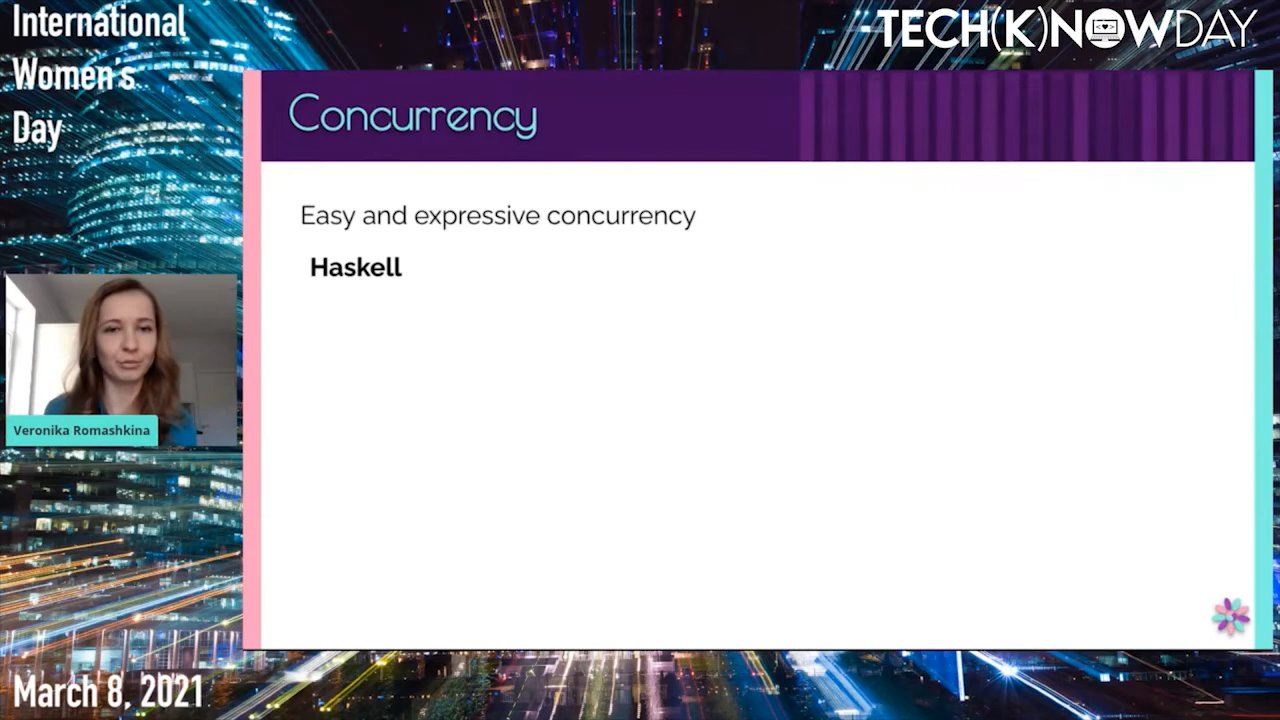 International
Women's
Day
TECH(K)NOWDAY
Concurrency
Easy and expressive concurrency
Haskell
Veronika Romashkina
March 8, 2021